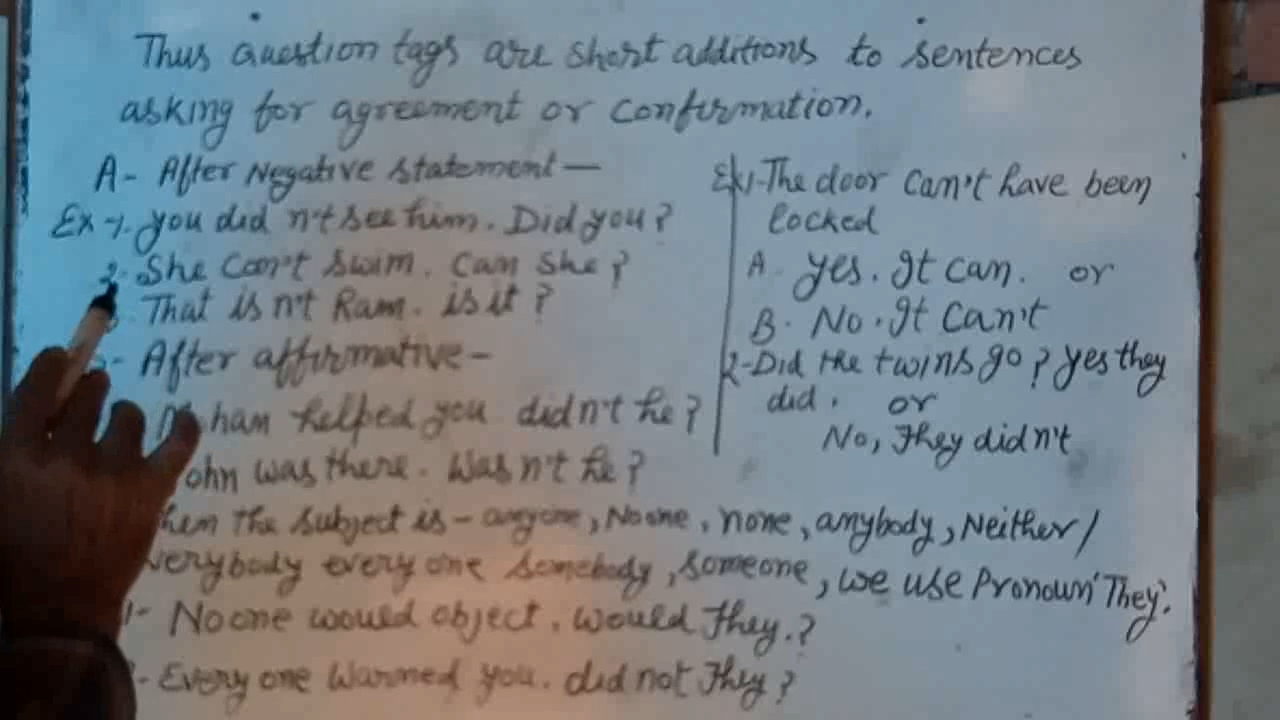 Thus question tags are short additions to sentences
asking for agreement or confirmation.
A- After Negative statement —
Ex-1. you did n't see him. Did you?
2. She Can't swim. Can she?
That is n't Ram. is it?
- After affirmative -
ham helped you didn't he?
ohn was there. Was n't he?
hen The subject is - anyone, No one, none, anybody, Neither /
verybody every one somebody, someone, we use Pronoun 'They'.
1- No one would object. would They.?
- Every one warned you. did not They?
Ex1-The door Can't have been
locked
A. yes. It can. or
B. No. It Can't
2-Did the twins go? yes they
did. or
No, They didn't